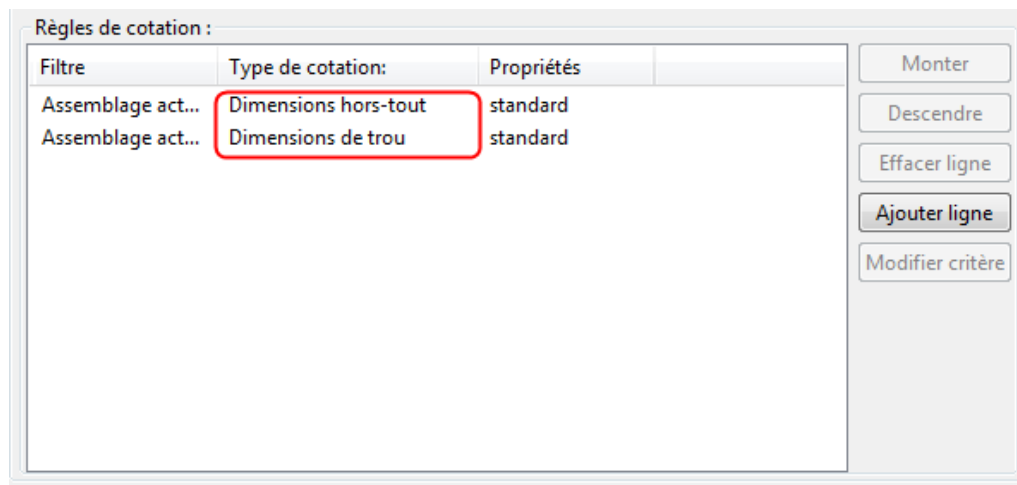 Règles de cotation :
Filtre Type de cotation: Propriétés
Assemblage act... Dimensions hors-tout standard
Assemblage act... Dimensions de trou standard
Monter
Descendre
Effacer ligne
Ajouter ligne
Modifier critère